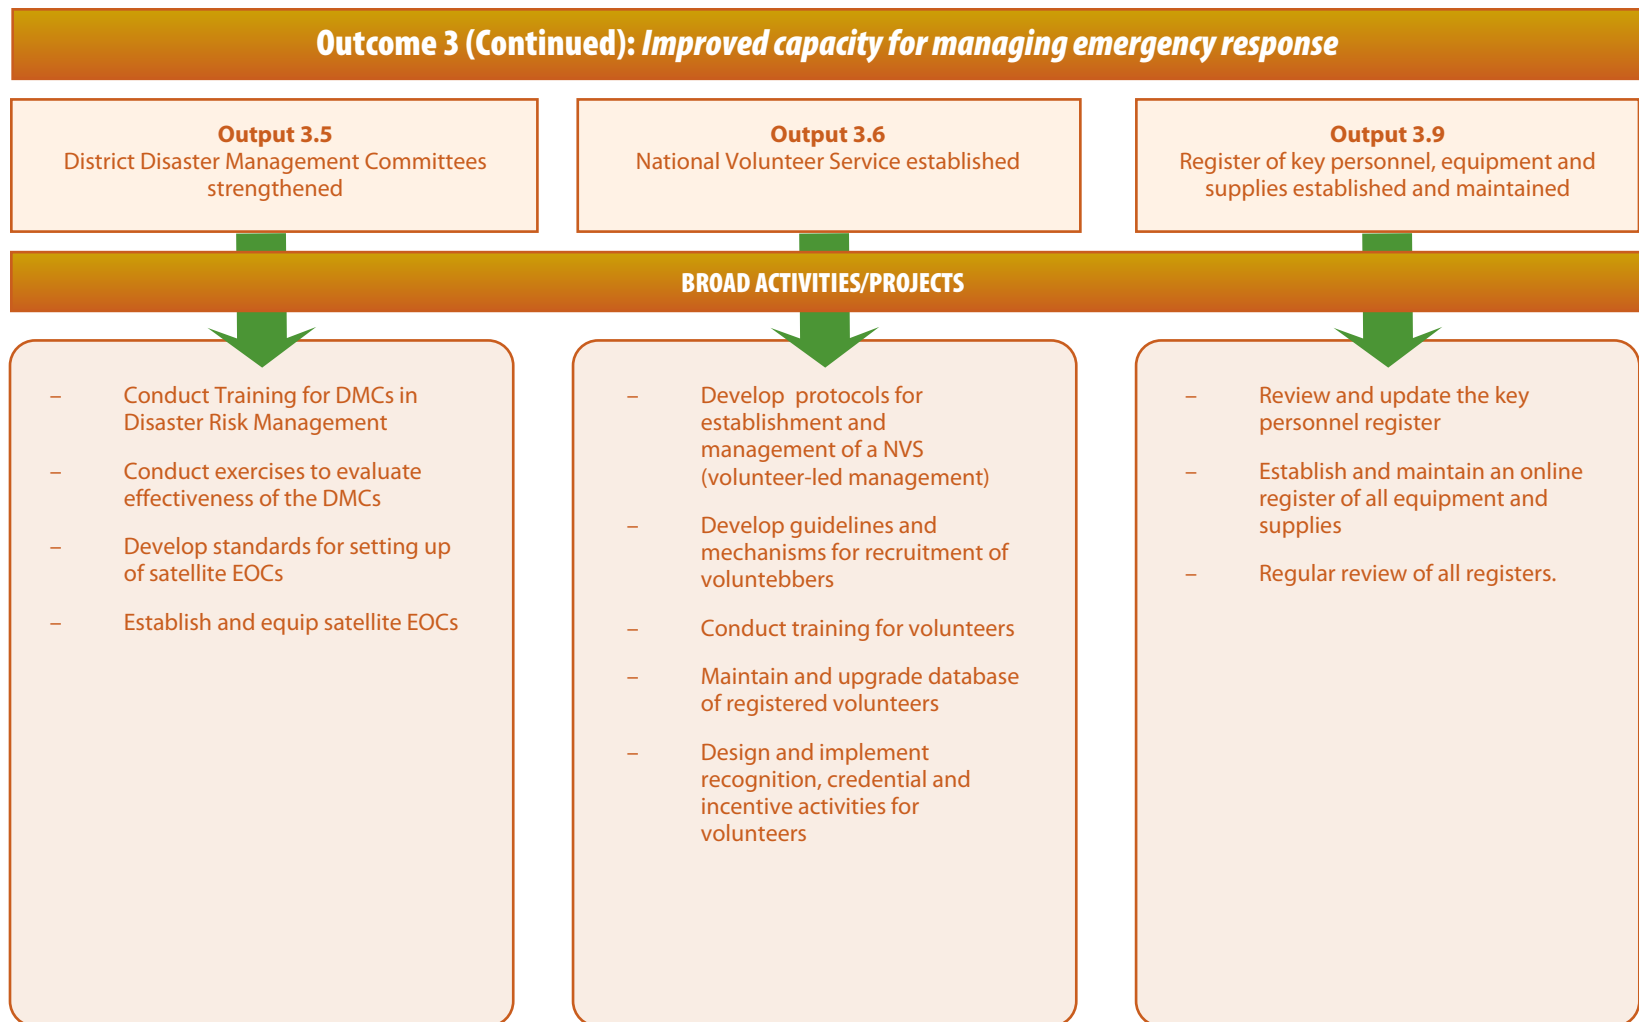 Outcome 3 (Continued): Improved capacity for managing emergency response
Output 3.5
District Disaster Management Committees
strengthened
Output 3.6
National Volunteer Service established
Output 3.9
Register of key personnel, equipment and
supplies established and maintained
BROAD ACTIVITIES/PROJECTS
– Conduct Training for DMCs in
Disaster Risk Management
– Conduct exercises to evaluate
effectiveness of the DMCs
– Develop standards for setting up
of satellite EOCs
– Establish and equip satellite EOCs
– Develop protocols for
establishment and
management of a NVS
(volunteer-led management)
– Develop guidelines and
mechanisms for recruitment of
voluntebbers
– Conduct training for volunteers
– Maintain and upgrade database
of registered volunteers
– Design and implement
recognition, credential and
incentive activities for
volunteers
– Review and update the key
personnel register
– Establish and maintain an online
register of all equipment and
supplies
– Regular review of all registers.